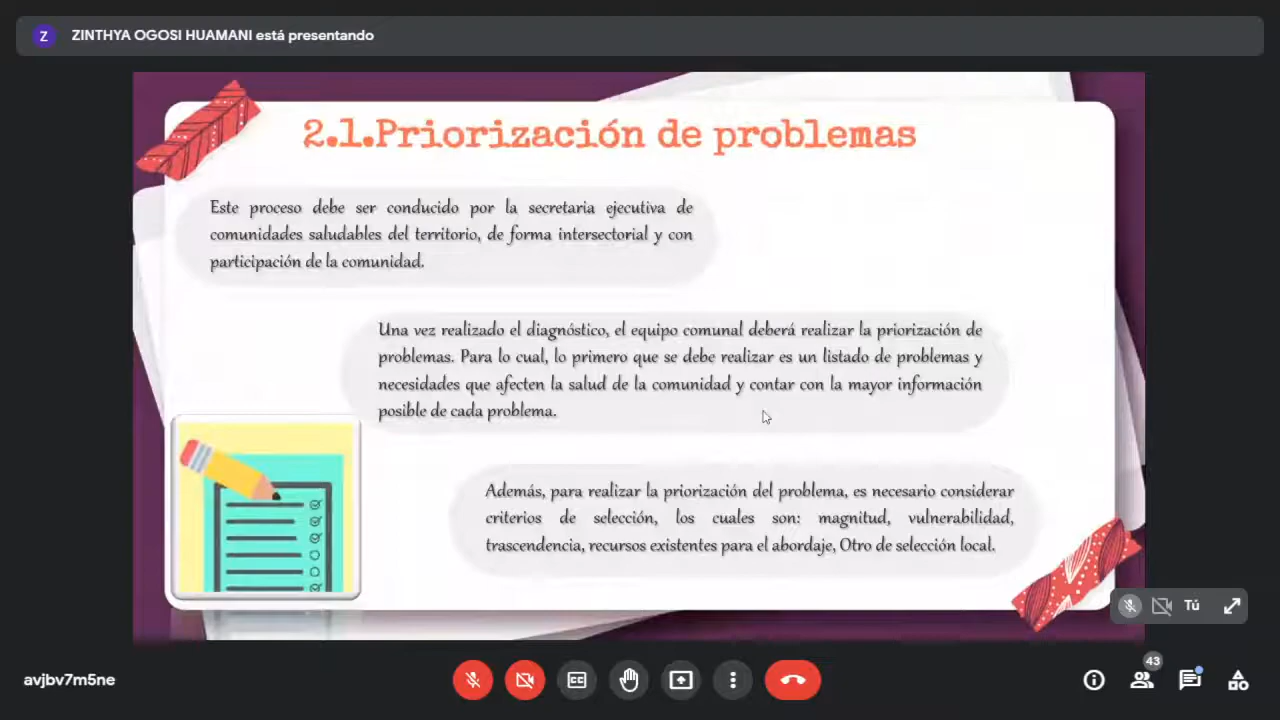 Z
ZINTHYA OGOSI HUAMANI está presentando
2.1.Priorización de problemas
Este proceso debe ser conducido por la secretaria ejecutiva de
comunidades saludables del territorio, de forma intersectorial y con
participación de la comunidad.
Una vez realizado el diagnóstico, el equipo comunal deberá realizar la priorización de
problemas. Para lo cual, lo primero que se debe realizar es un listado de problemas y
necesidades que afecten la salud de la comunidad y contar con la mayor información
posible de cada problema.
Además, para realizar la priorización del problema, es necesario considerar
criterios de selección, los cuales son: magnitud, vulnerabilidad,
trascendencia, recursos existentes para el abordaje, Otro de selección local.
Tú
avjbv7m5ne
CC
43